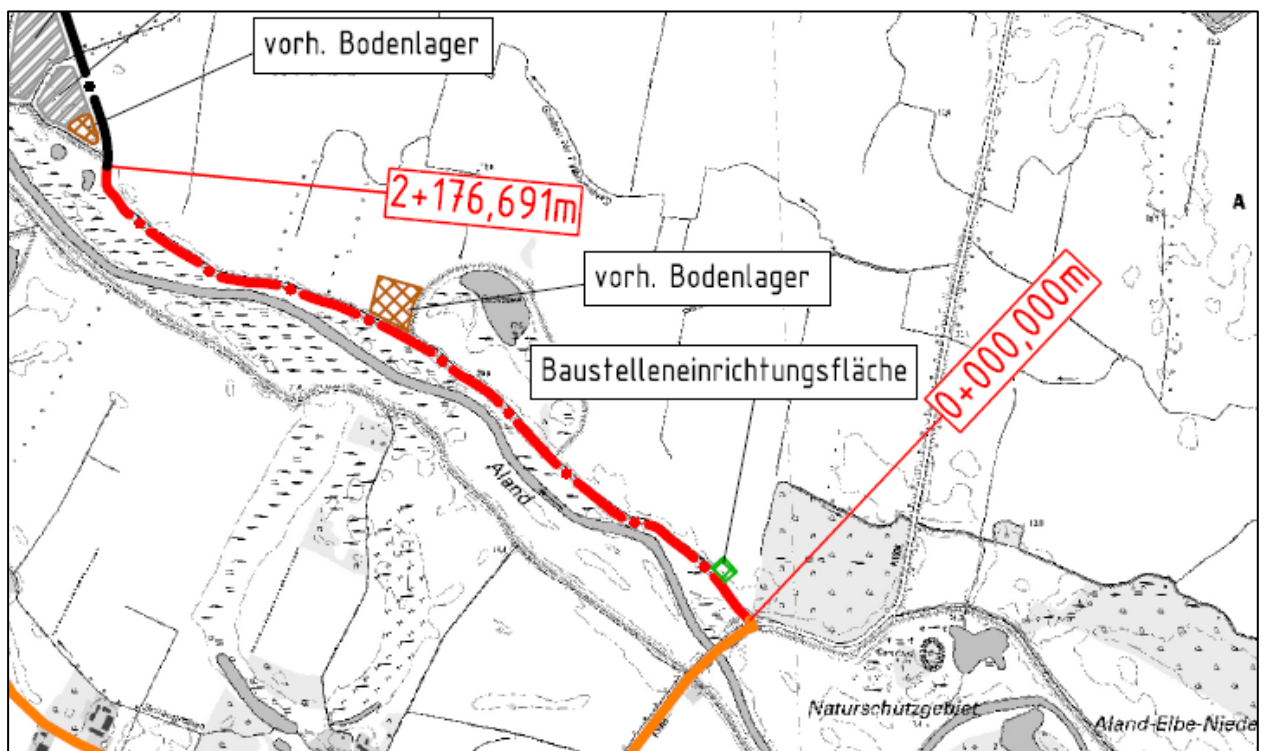 vorh. Bodenlager
2+176,691m
vorh. Bodenlager
Baustelleneinrichtungsfläche
0+000,000m
A
Aland
Naturschutzgebiet
Aland-Elbe-Niede